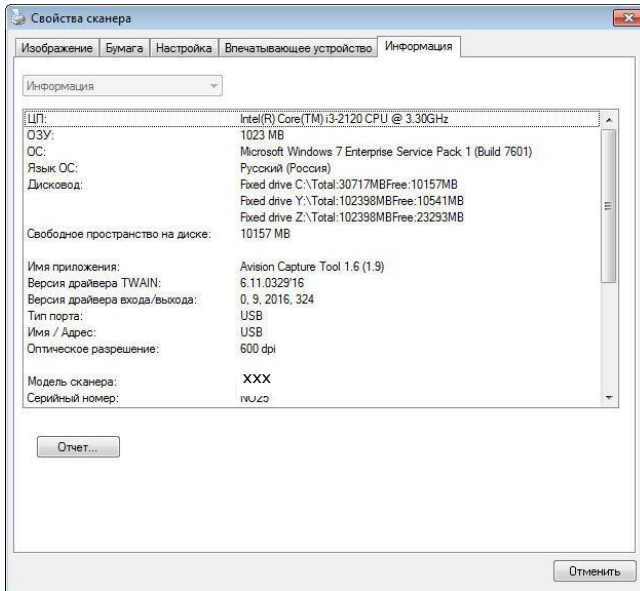 Свойства сканера
Изображение Бумага Настройка Впечатывающее устройство Информация
Информация
ЦП: Intel(R) Core(TM) i3-2120 CPU @ 3.30GHz
ОЗУ: 1023 MB
ОС: Microsoft Windows 7 Enterprise Service Pack 1 (Build 7601)
Язык ОС: Русский (Россия)
Дисковод: Fixed drive C:\Total:30717MBFree:10157MB
Fixed drive Y:\Total:102398MBFree:10541MB
Fixed drive Z:\Total:102398MBFree:23293MB
Свободное пространство на диске: 10157 MB
Имя приложения: Avision Capture Tool 1.6 (1.9)
Версия драйвера TWAIN: 6.11.0329'16
Версия драйвера входа/выхода: 0, 9, 2016, 324
Тип порта: USB
Имя / Адрес: USB
Оптическое разрешение: 600 dpi
Модель сканера: xxx
Серийный номер:
Отчет...
Отменить